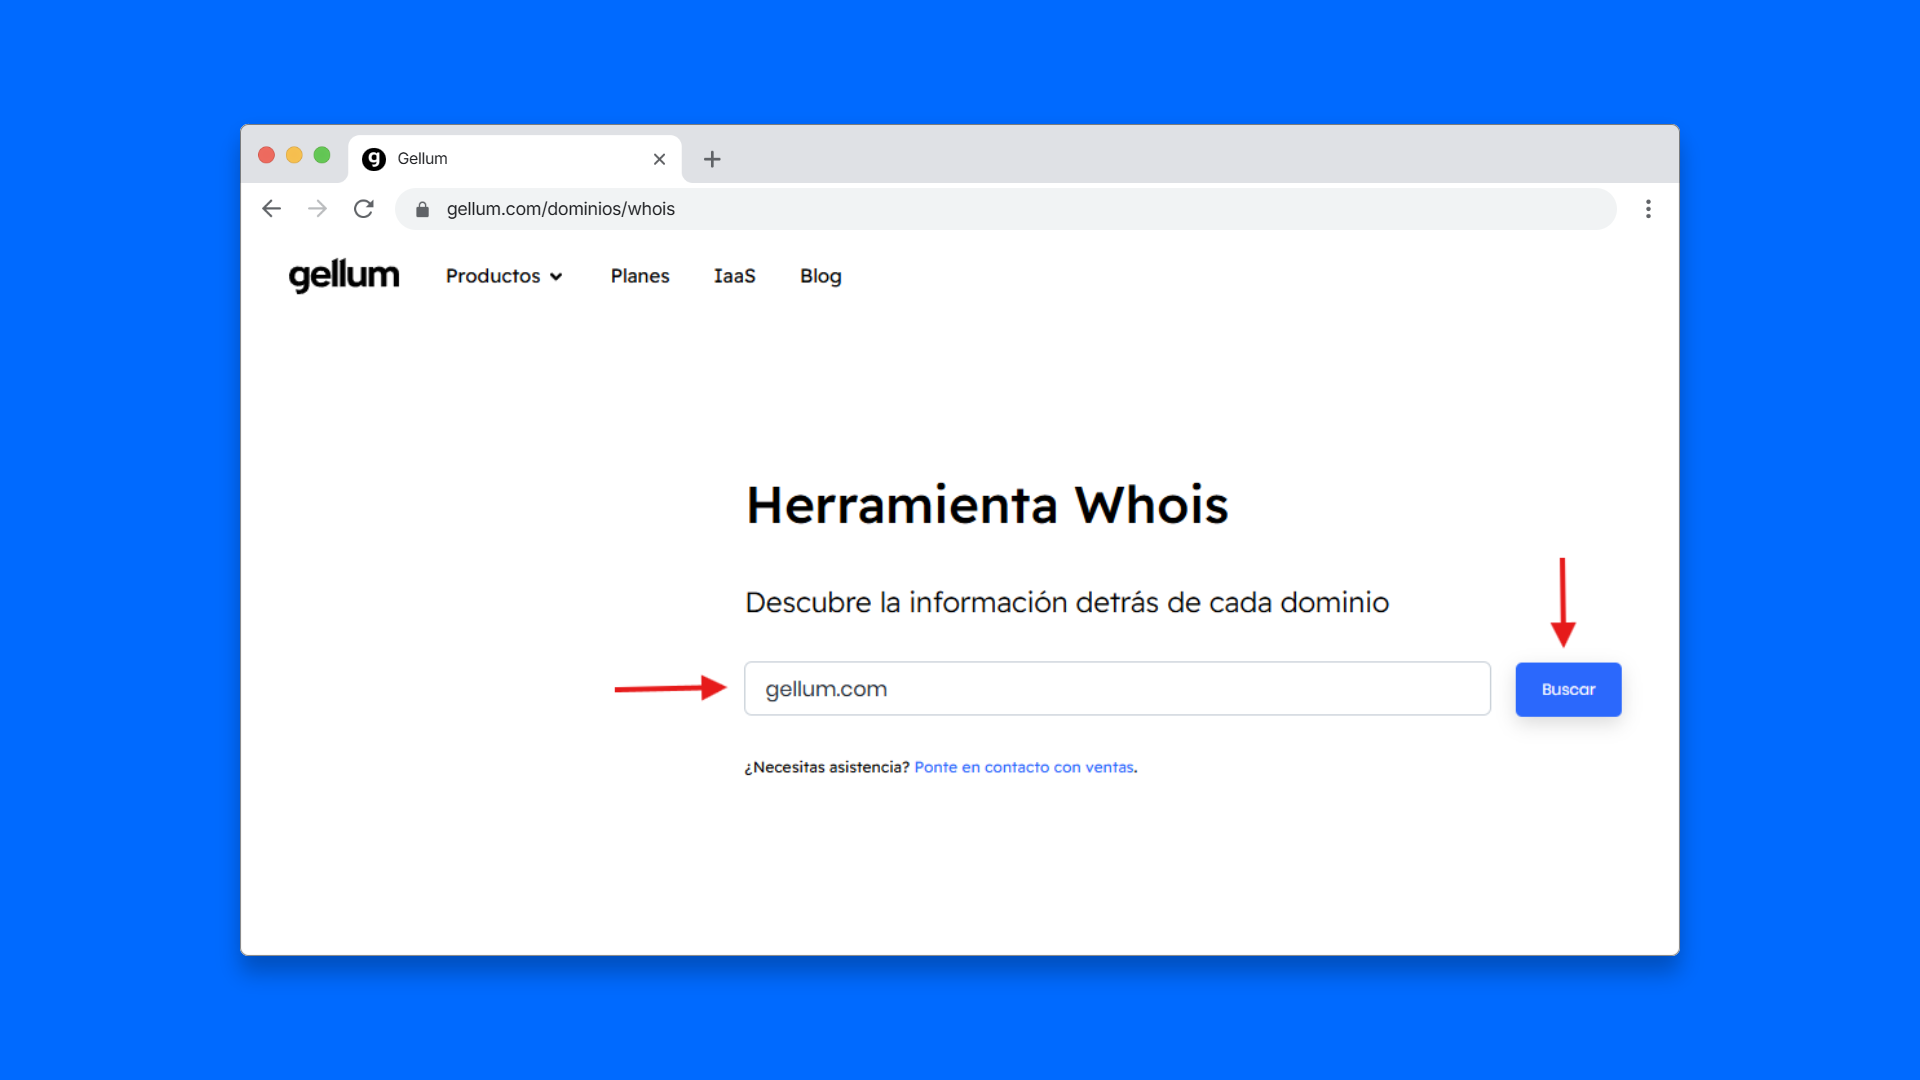 g Gellum
gellum.com/dominios/whois
gellum Productos Planes IaaS Blog
Herramienta Whois
Descubre la información detrás de cada dominio
gellum.com Buscar
¿Necesitas asistencia? Ponte en contacto con ventas.